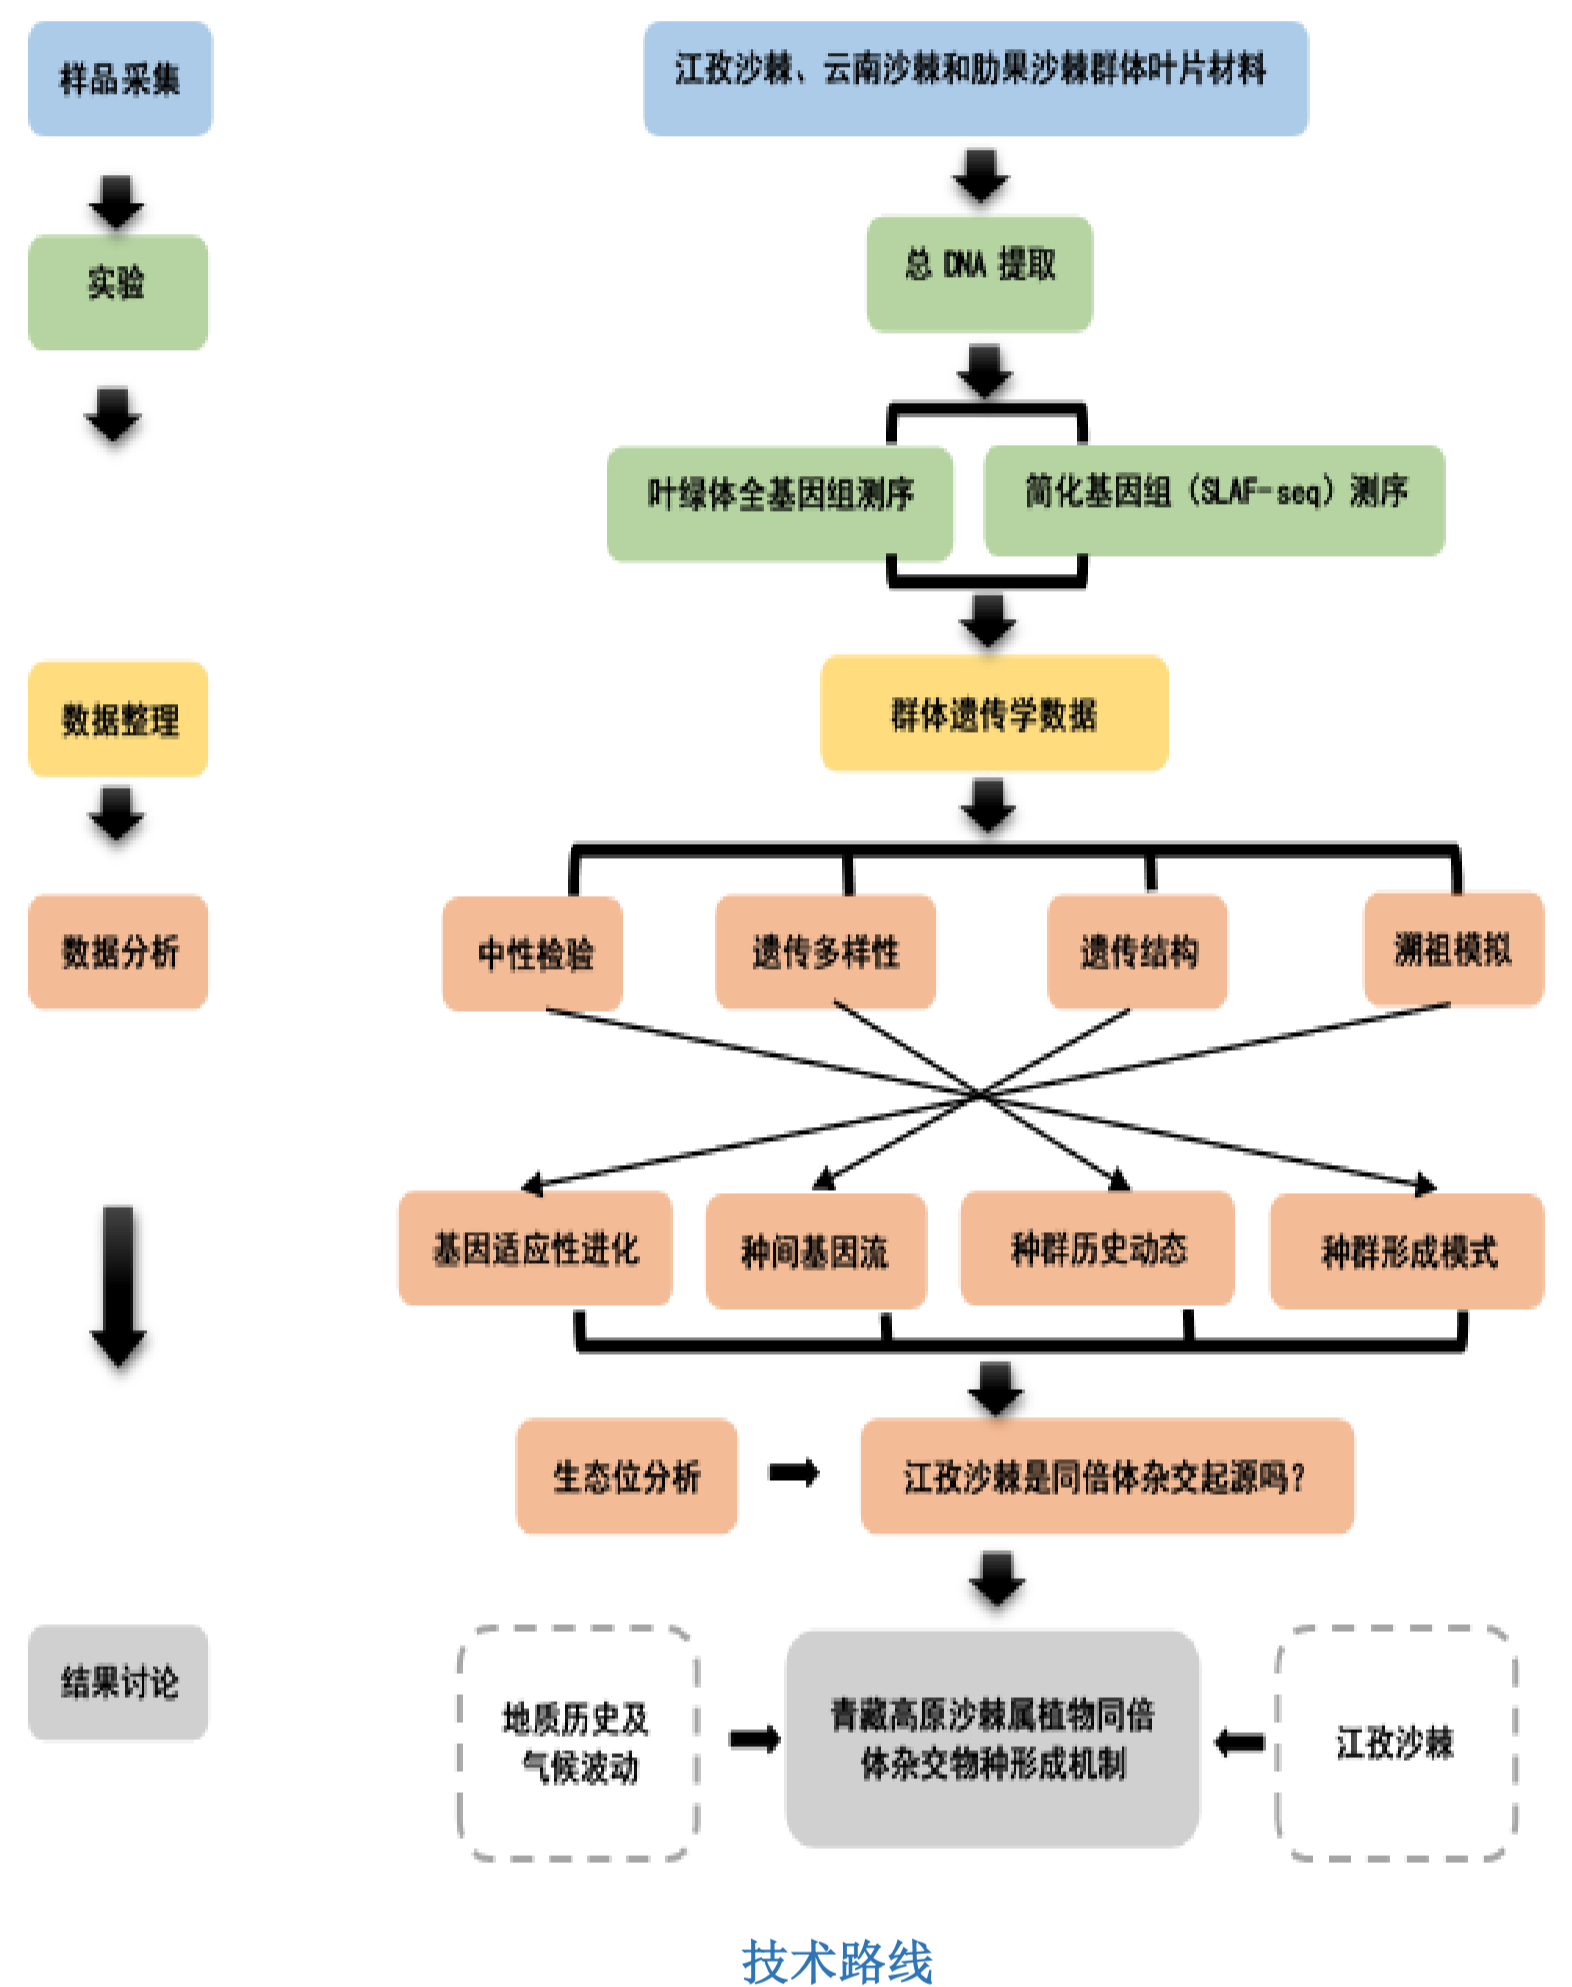 样品采集
江孜沙棘、云南沙棘和肋果沙棘群体叶片材料
实验
总 DNA 提取
叶绿体全基因组测序
简化基因组（SLAF-seq）测序
数据整理
群体遗传学数据
数据分析
中性检验
遗传多样性
遗传结构
溯祖模拟
基因适应性进化
种间基因流
种群历史动态
种群形成模式
生态位分析
江孜沙棘是同倍体杂交起源吗?
结果讨论
地质历史及
气候波动
青藏高原沙棘属植物同倍
体杂交物种形成机制
江孜沙棘
技术路线